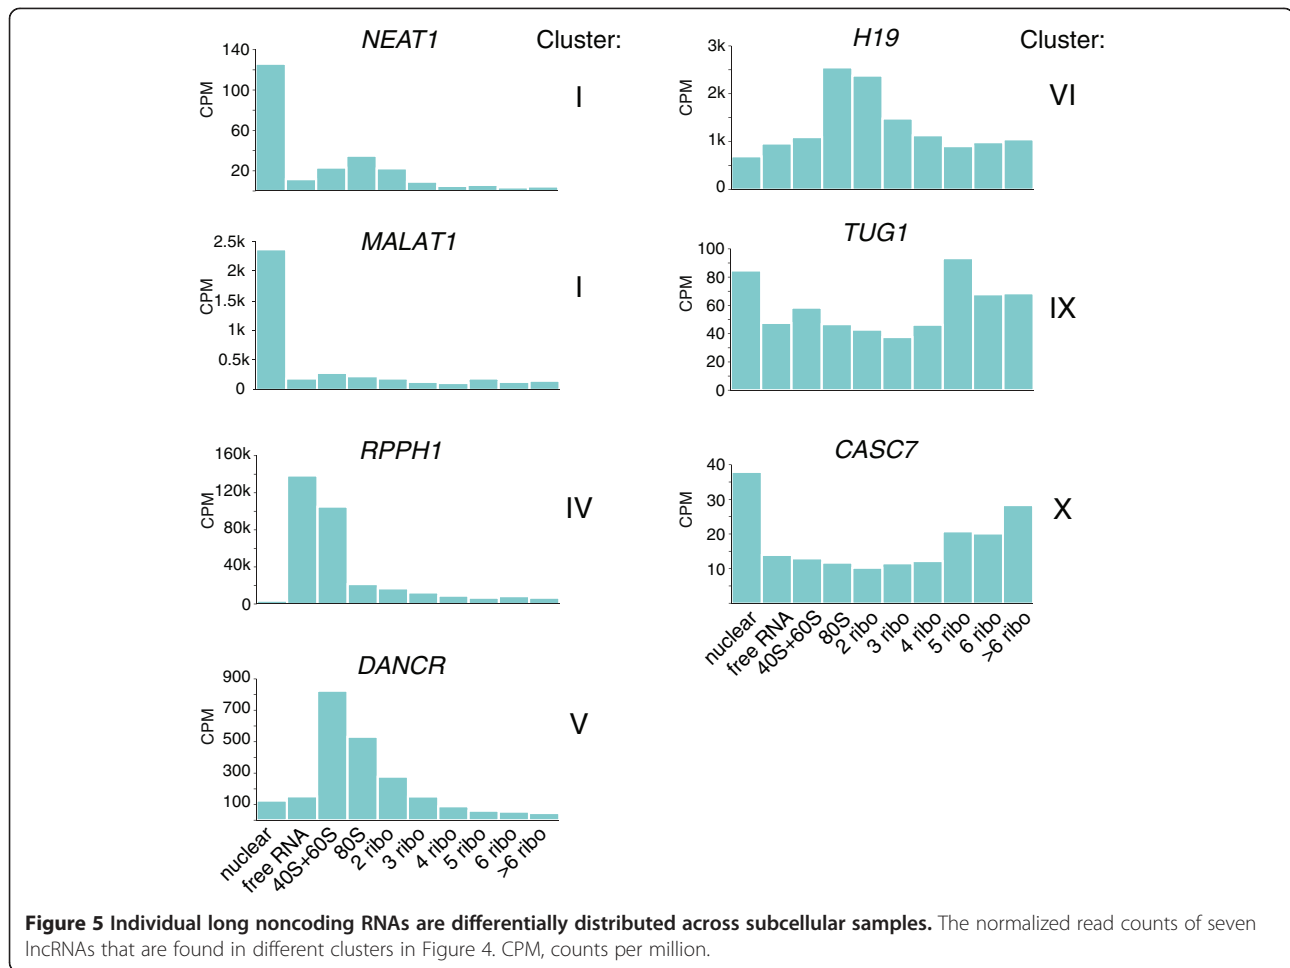 NEAT1 Cluster:
CPM
140
100
60
20
I
MALAT1
CPM
2.5k
2k
1.5k
1k
0.5k
0
I
RPPH1
CPM
160k
120k
80k
40k
0
IV
DANCR
CPM
900
700
500
300
100
V
nuclear
free RNA
40S+60S
80S
2 ribo
3 ribo
4 ribo
5 ribo
6 ribo
>6 ribo
H19 Cluster:
CPM
3k
2k
1k
0
VI
TUG1
CPM
100
80
60
40
20
0
IX
CASC7
CPM
40
30
20
10
X
nuclear
free RNA
40S+60S
80S
2 ribo
3 ribo
4 ribo
5 ribo
6 ribo
>6 ribo
Figure 5 Individual long noncoding RNAs are differentially distributed across subcellular samples. The normalized read counts of seven
lncRNAs that are found in different clusters in Figure 4. CPM, counts per million.